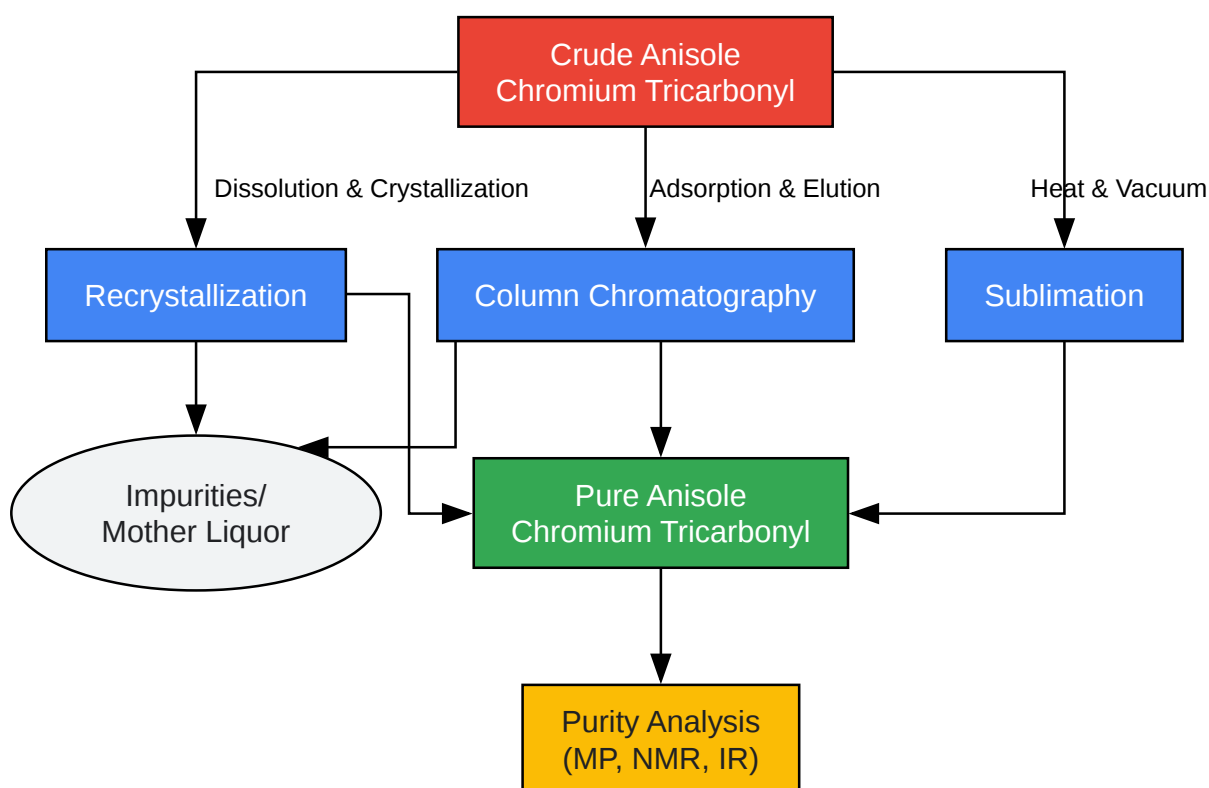 Crude Anisole
Chromium Tricarbonyl
Dissolution & Crystallization
Adsorption & Elution
Heat & Vacuum
Recrystallization
Column Chromatography
Sublimation
Impurities/
Mother Liquor
Pure Anisole
Chromium Tricarbonyl
Purity Analysis
(MP, NMR, IR)